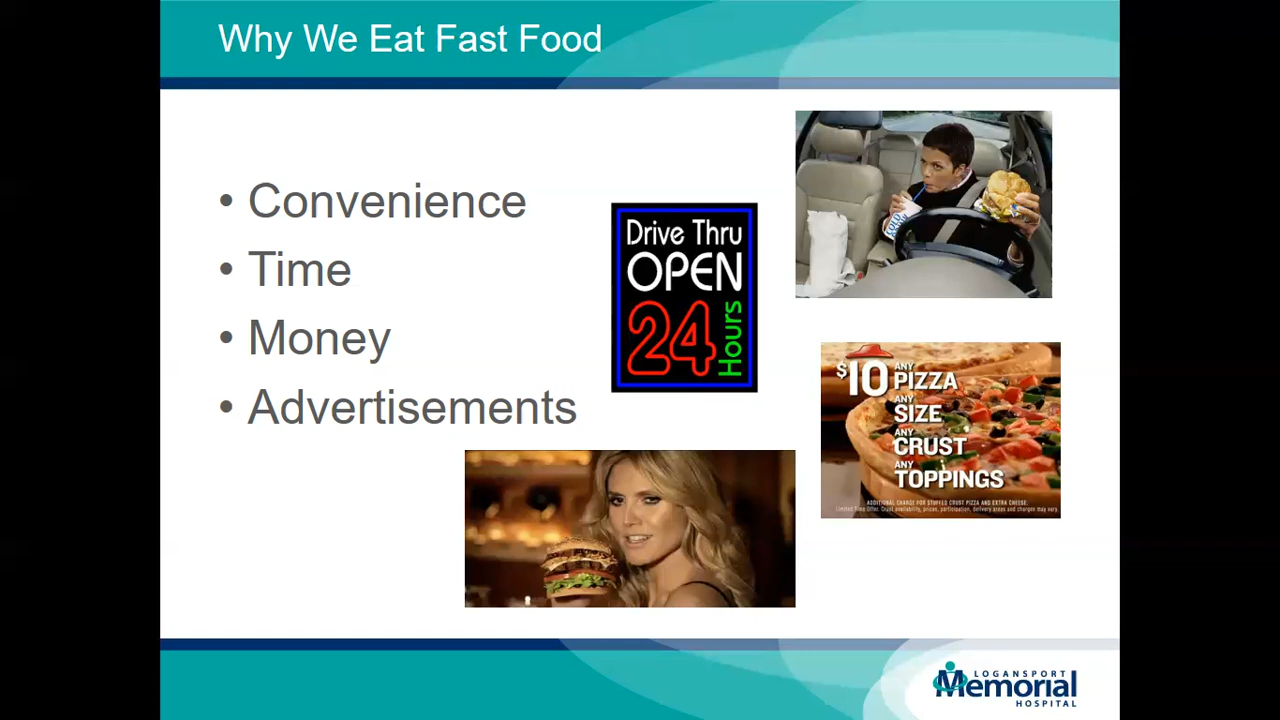 Why We Eat Fast Food
• Convenience
• Time
• Money
• Advertisements
Drive Thru
OPEN
24
Hours
$10 ANY PIZZA
ANY SIZE
ANY CRUST
ANY TOPPINGS
ADDITIONAL CHARGE FOR STUFFED CRUST PIZZA AND EXTRA CHEESE.
Limited Time Offer. Crust availability, prices, participation, delivery areas and charges may vary
LOGANSPORT
Memorial
HOSPITAL